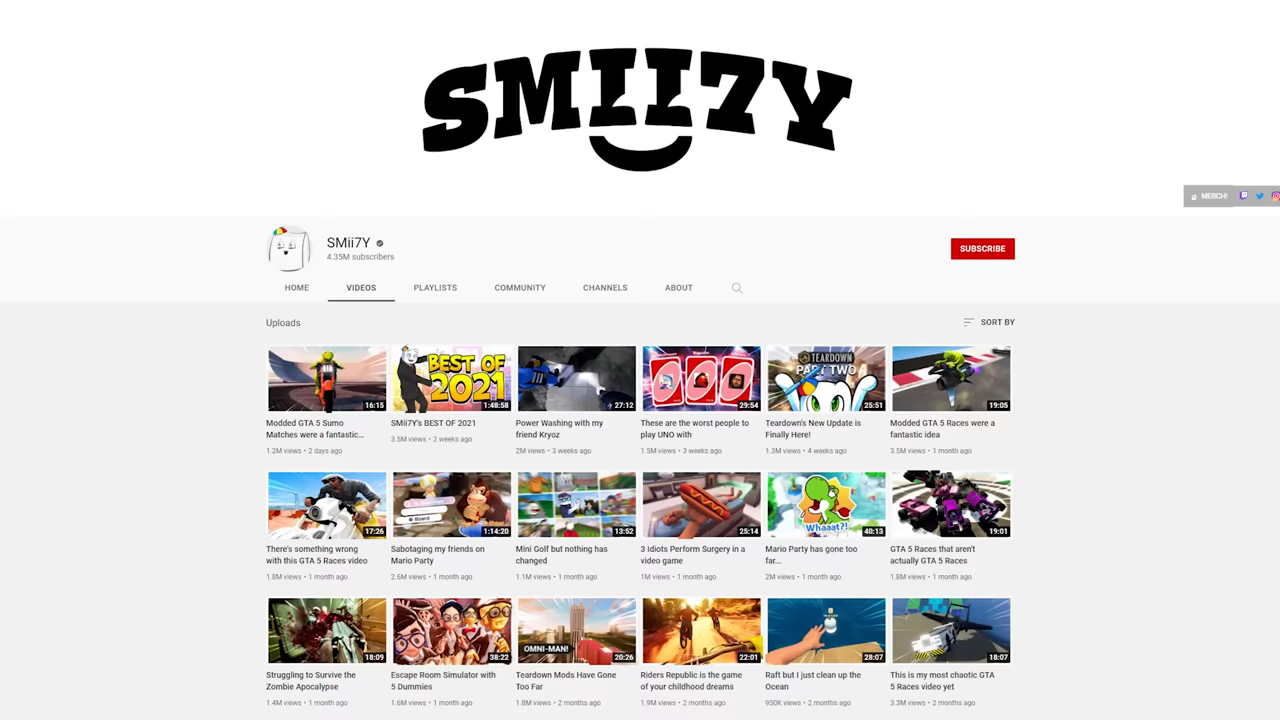 SMII7Y
MERCH!
SMii7Y
4.35M subscribers
SUBSCRIBE
HOME VIDEOS PLAYLISTS COMMUNITY CHANNELS ABOUT
Uploads
SORT BY
BEST OF 2021
TEARDOWN
PART TWO
16:15 1:48:58 27:12 29:54 25:51 19:05
Modded GTA 5 Sumo
Matches were a fantastic...
1.2M views • 2 days ago
SMii7Y's BEST OF 2021
3.5M views • 2 weeks ago
Power Washing with my
friend Kryoz
2M views • 3 weeks ago
These are the worst people to
play UNO with
1.5M views • 3 weeks ago
Teardown's New Update is
Finally Here!
1.3M views • 4 weeks ago
Modded GTA 5 Races were a
fantastic idea
3.5M views • 1 month ago
Board
Whaaat?!
17:26 1:14:20 13:52 25:14 40:13 19:01
There's something wrong
with this GTA 5 Races video
1.8M views • 1 month ago
Sabotaging my friends on
Mario Party
2.6M views • 1 month ago
Mini Golf but nothing has
changed
1.1M views • 1 month ago
3 Idiots Perform Surgery in a
video game
1M views • 1 month ago
Mario Party has gone too
far...
2M views • 1 month ago
GTA 5 Races that aren't
actually GTA 5 Races
1.8M views • 1 month ago
OMNI-MAN!
18:09 38:22 20:26 22:01 28:07 18:07
Struggling to Survive the
Zombie Apocalypse
1.4M views • 1 month ago
Escape Room Simulator with
5 Dummies
1.6M views • 1 month ago
Teardown Mods Have Gone
Too Far
1.8M views • 2 months ago
Riders Republic is the game
of your childhood dreams
1.9M views • 2 months ago
Raft but I just clean up the
Ocean
950K views • 2 months ago
This is my most chaotic GTA
5 Races video yet
3.3M views • 2 months ago